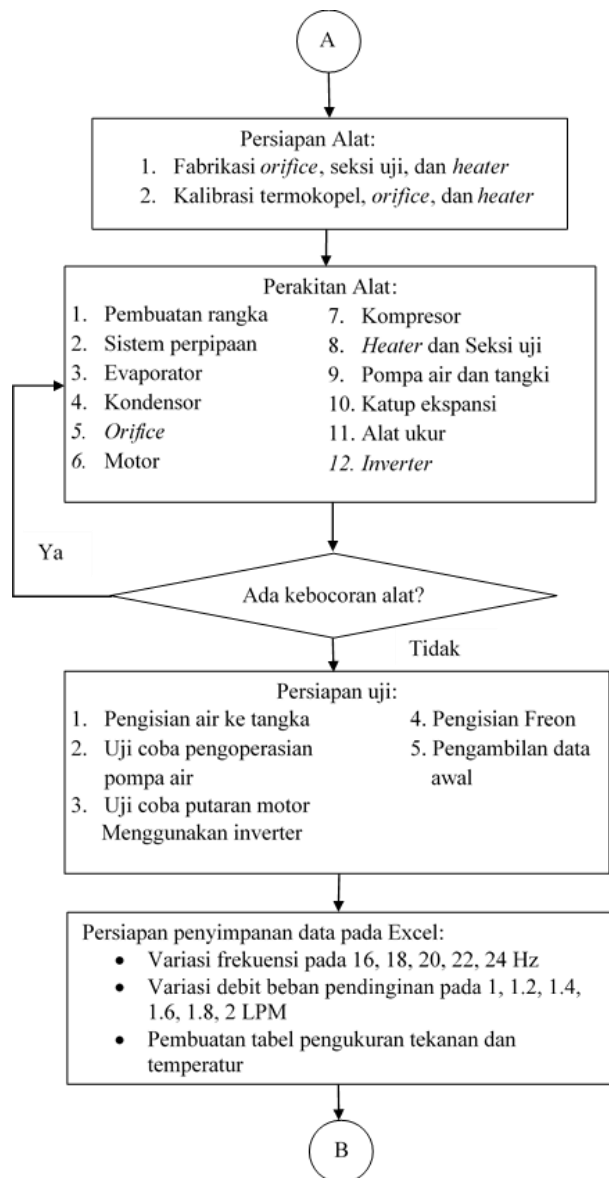 A
Persiapan Alat:
1. Fabrikasi orifice, seksi uji, dan heater
2. Kalibrasi termokopel, orifice, dan heater
Perakitan Alat:
1. Pembuatan rangka
2. Sistem perpipaan
3. Evaporator
4. Kondensor
5. Orifice
6. Motor
7. Kompresor
8. Heater dan Seksi uji
9. Pompa air dan tangki
10. Katup ekspansi
11. Alat ukur
12. Inverter
Ya
Ada kebocoran alat?
Tidak
Persiapan uji:
1. Pengisian air ke tangka
2. Uji coba pengoperasian
pompa air
3. Uji coba putaran motor
Menggunakan inverter
4. Pengisian Freon
5. Pengambilan data
awal
Persiapan penyimpanan data pada Excel:
• Variasi frekuensi pada 16, 18, 20, 22, 24 Hz
• Variasi debit beban pendinginan pada 1, 1.2, 1.4,
1.6, 1.8, 2 LPM
• Pembuatan tabel pengukuran tekanan dan
temperatur
B